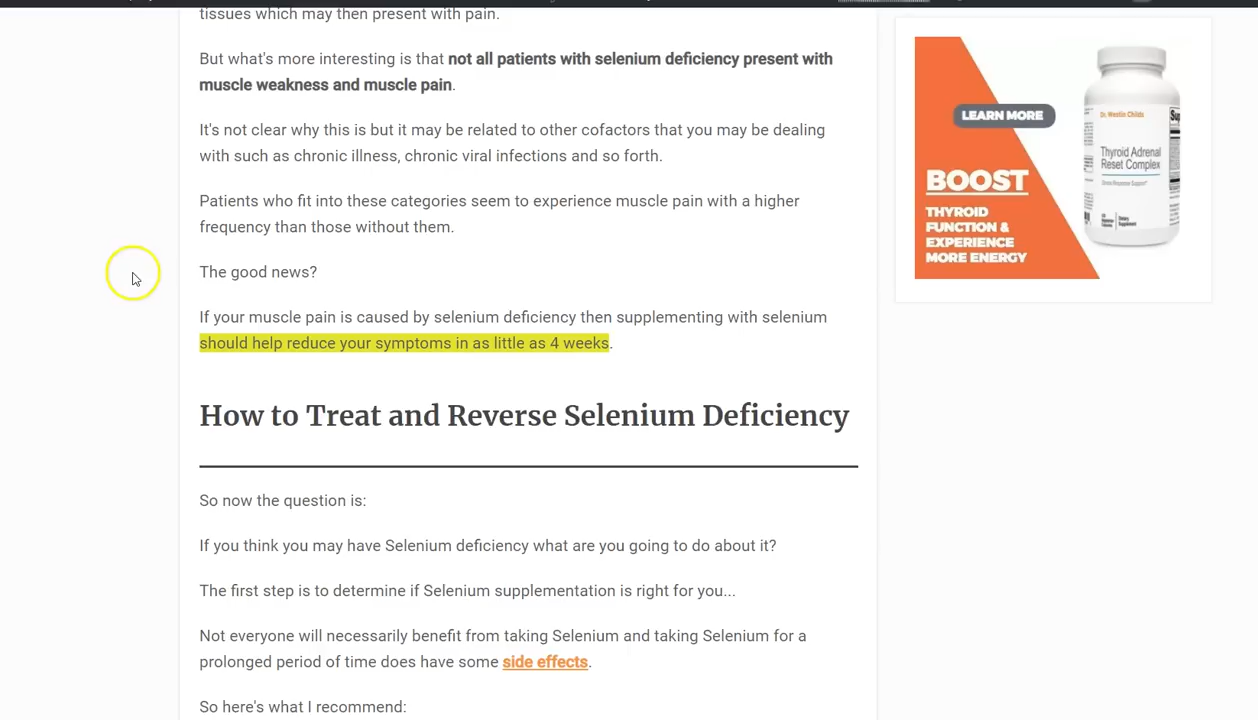 tissues which may then present with pain.
But what's more interesting is that not all patients with selenium deficiency present with
muscle weakness and muscle pain.
It's not clear why this is but it may be related to other cofactors that you may be dealing
with such as chronic illness, chronic viral infections and so forth.
Patients who fit into these categories seem to experience muscle pain with a higher
frequency than those without them.
The good news?
If your muscle pain is caused by selenium deficiency then supplementing with selenium
should help reduce your symptoms in as little as 4 weeks.
How to Treat and Reverse Selenium Deficiency
So now the question is:
If you think you may have Selenium deficiency what are you going to do about it?
The first step is to determine if Selenium supplementation is right for you...
Not everyone will necessarily benefit from taking Selenium and taking Selenium for a
prolonged period of time does have some side effects.
So here's what I recommend:
LEARN MORE
BOOST
THYROID
FUNCTION &
EXPERIENCE
MORE ENERGY
Dr. Westin Childs
Thyroid Adrenal
Reset Complex